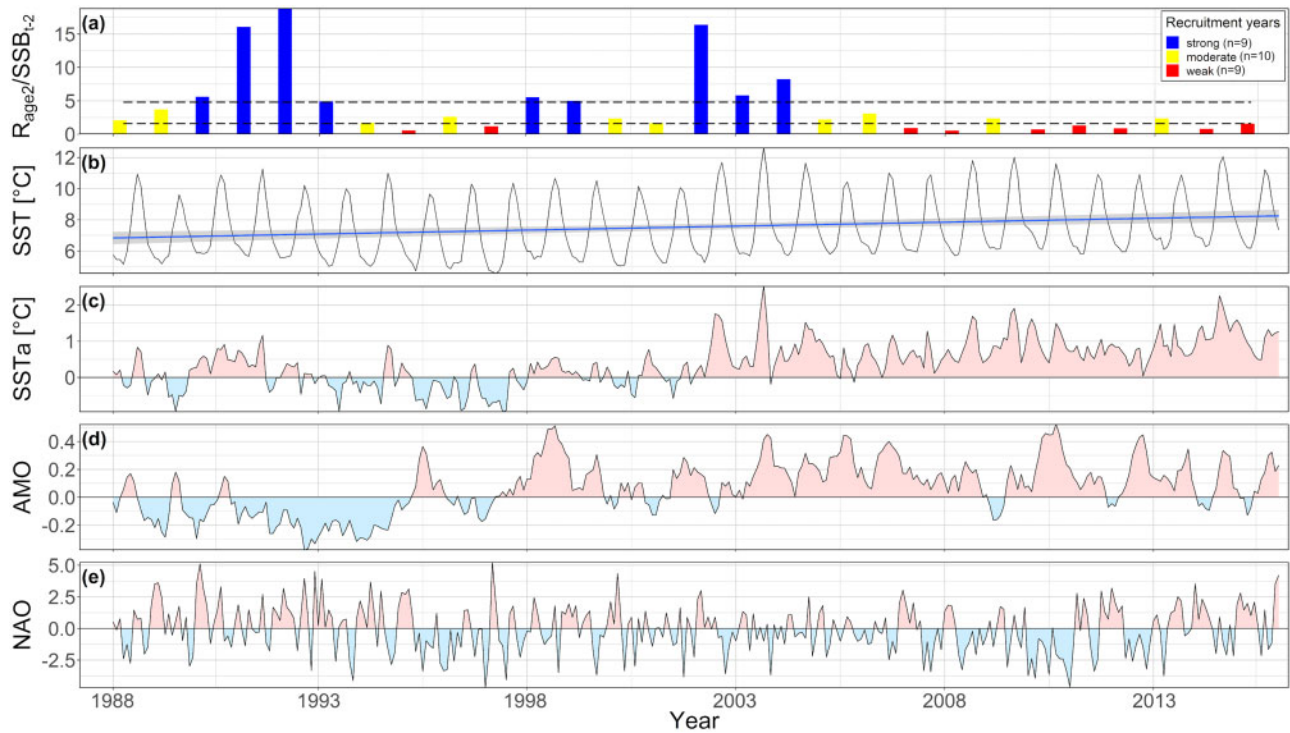 (a)
R_age2/SSB_t-2
15
10
5
0
Recruitment years
strong (n=9)
moderate (n=10)
weak (n=9)
(b)
SST [°C]
12
10
8
6
(c)
SSTa [°C]
2
1
0
(d)
AMO
0.4
0.2
0.0
-0.2
(e)
NAO
5.0
2.5
0.0
-2.5
1988 1993 1998 2003 2008 2013
Year